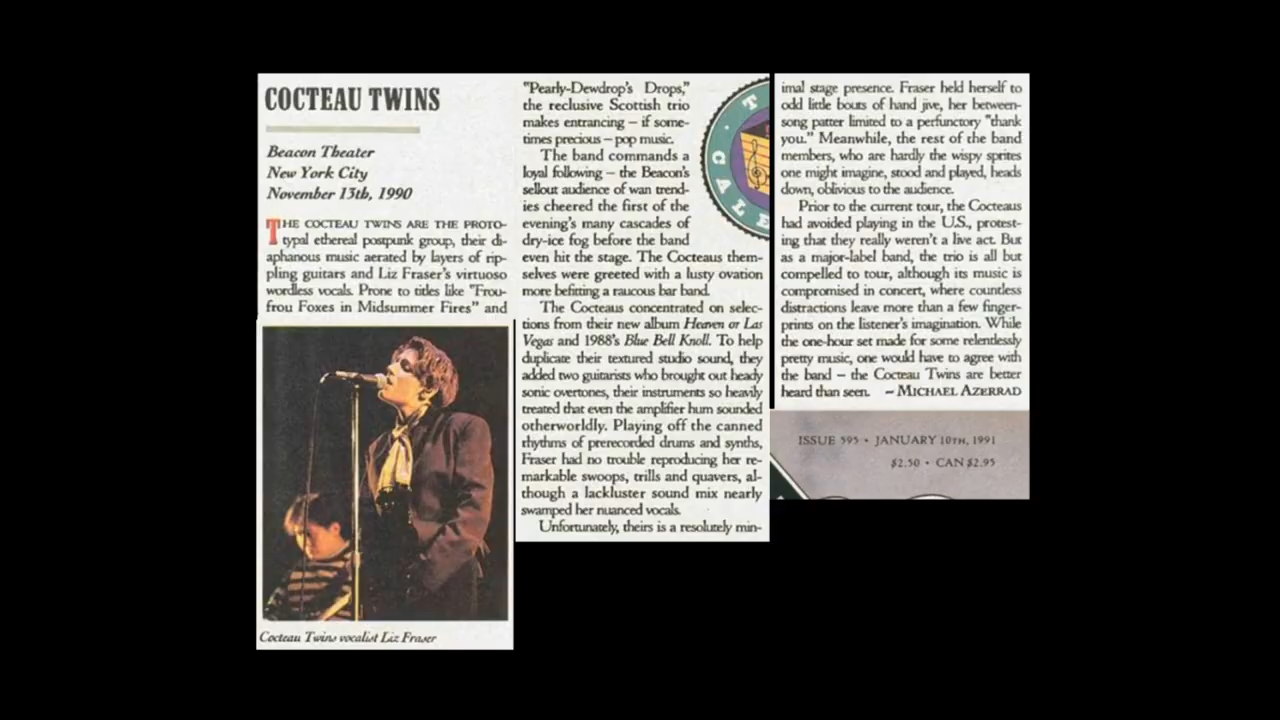 COCTEAU TWINS
Beacon Theater
New York City
November 13th, 1990
THE COCTEAU TWINS ARE THE PROTO-
typal ethereal postpunk group, their di-
aphanous music aerated by layers of rip-
pling guitars and Liz Fraser's virtuoso
wordless vocals. Prone to titles like "Frou-
frou Foxes in Midsummer Fires" and
Cocteau Twins vocalist Liz Fraser
"Pearly-Dewdrop's Drops,"
the reclusive Scottish trio
makes entrancing – if some-
times precious – pop music.
The band commands a
loyal following – the Beacon's
sellout audience of wan trend-
ies cheered the first of the
evening's many cascades of
dry-ice fog before the band
even hit the stage. The Cocteaus them-
selves were greeted with a lusty ovation
more befitting a raucous bar band.
The Cocteaus concentrated on selec-
tions from their new album Heaven or Las
Vegas and 1988's Blue Bell Knoll. To help
duplicate their textured studio sound, they
added two guitarists who brought out heady
sonic overtones, their instruments so heavily
treated that even the amplifier hum sounded
otherworldly. Playing off the canned
rhythms of prerecorded drums and synths,
Fraser had no trouble reproducing her re-
markable swoops, trills and quavers, al-
though a lackluster sound mix nearly
swamped her nuanced vocals.
Unfortunately, theirs is a resolutely min-
imal stage presence. Fraser held herself to
odd little bouts of hand jive, her between-
song patter limited to a perfunctory "thank
you." Meanwhile, the rest of the band
members, who are hardly the wispy sprites
one might imagine, stood and played, heads
down, oblivious to the audience.
Prior to the current tour, the Cocteaus
had avoided playing in the U.S., protest-
ing that they really weren't a live act. But
as a major-label band, the trio is all but
compelled to tour, although its music is
compromised in concert, where countless
distractions leave more than a few finger-
prints on the listener's imagination. While
the one-hour set made for some relentlessly
pretty music, one would have to agree with
the band – the Cocteau Twins are better
heard than seen. – MICHAEL AZERRAD
ISSUE 595 • JANUARY 10TH, 1991
$2.50 • CAN $2.95